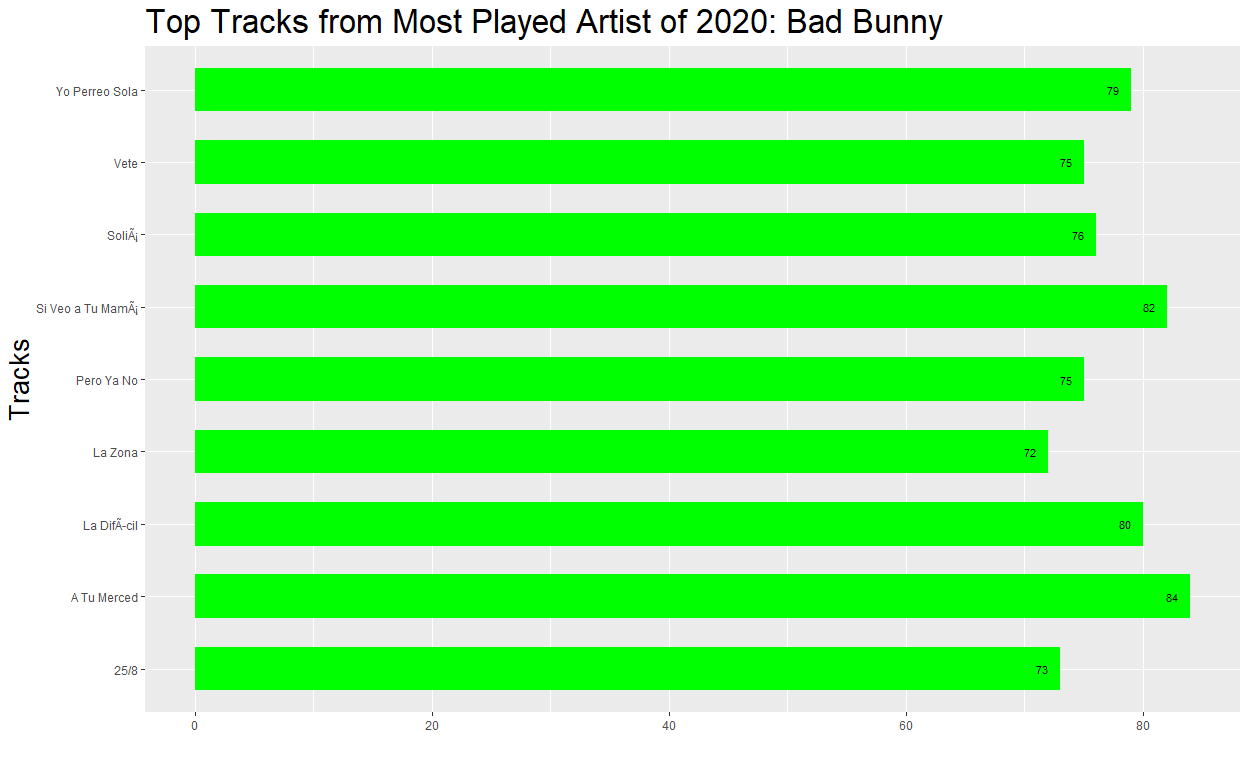 Top Tracks from Most Played Artist of 2020: Bad Bunny
Tracks
Yo Perreo Sola 79
Vete 75
SoliÃ¡ 76
Si Veo a Tu MamÃ¡ 82
Pero Ya No 75
La Zona 72
La DifÃ-cil 80
A Tu Merced 84
25/8 73
0 20 40 60 80